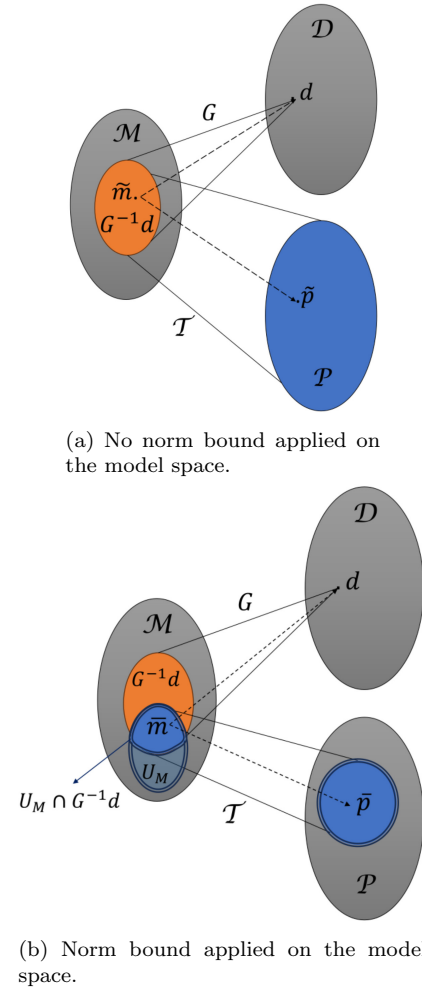 𝒟
d
G
ℳ
m̃.
G⁻¹d
p̃
𝒯
𝒫
(a) No norm bound applied on
the model space.
𝒟
d
G
ℳ
G⁻¹d
m̄
U_M
U_M ∩ G⁻¹d
𝒯
p̄
𝒫
(b) Norm bound applied on the model
space.